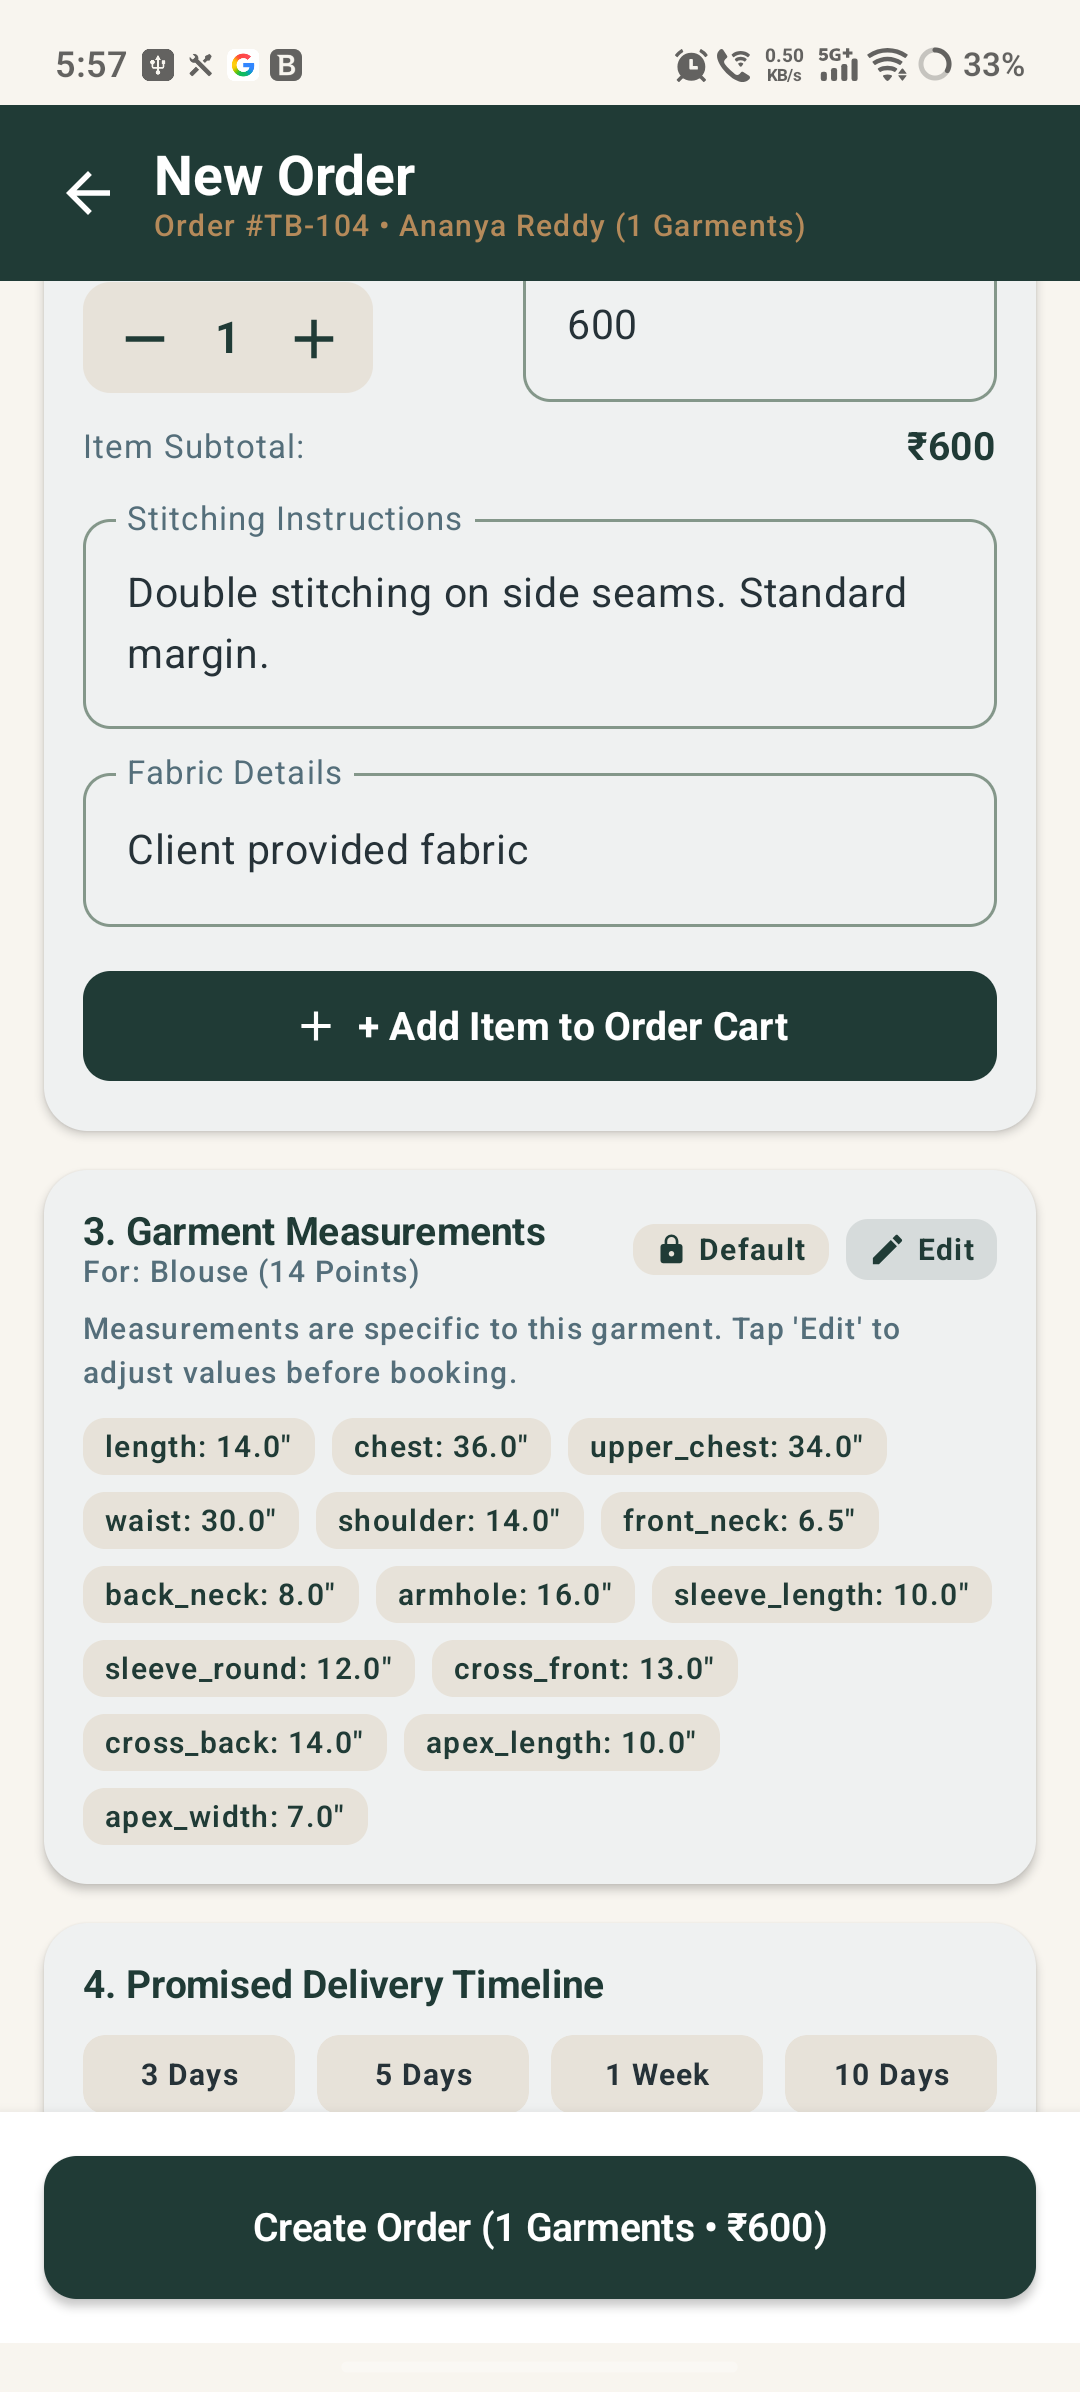 5:57
0.50
KB/s
5G+
33%
New Order
Order #TB-104 • Ananya Reddy (1 Garments)
1
600
Item Subtotal:
₹600
Stitching Instructions
Double stitching on side seams. Standard
margin.
Fabric Details
Client provided fabric
+ Add Item to Order Cart
3. Garment Measurements
For: Blouse (14 Points)
Default
Edit
Measurements are specific to this garment. Tap 'Edit' to
adjust values before booking.
length: 14.0" chest: 36.0" upper_chest: 34.0"
waist: 30.0" shoulder: 14.0" front_neck: 6.5"
back_neck: 8.0" armhole: 16.0" sleeve_length: 10.0"
sleeve_round: 12.0" cross_front: 13.0"
cross_back: 14.0" apex_length: 10.0"
apex_width: 7.0"
4. Promised Delivery Timeline
3 Days 5 Days 1 Week 10 Days
Create Order (1 Garments • ₹600)